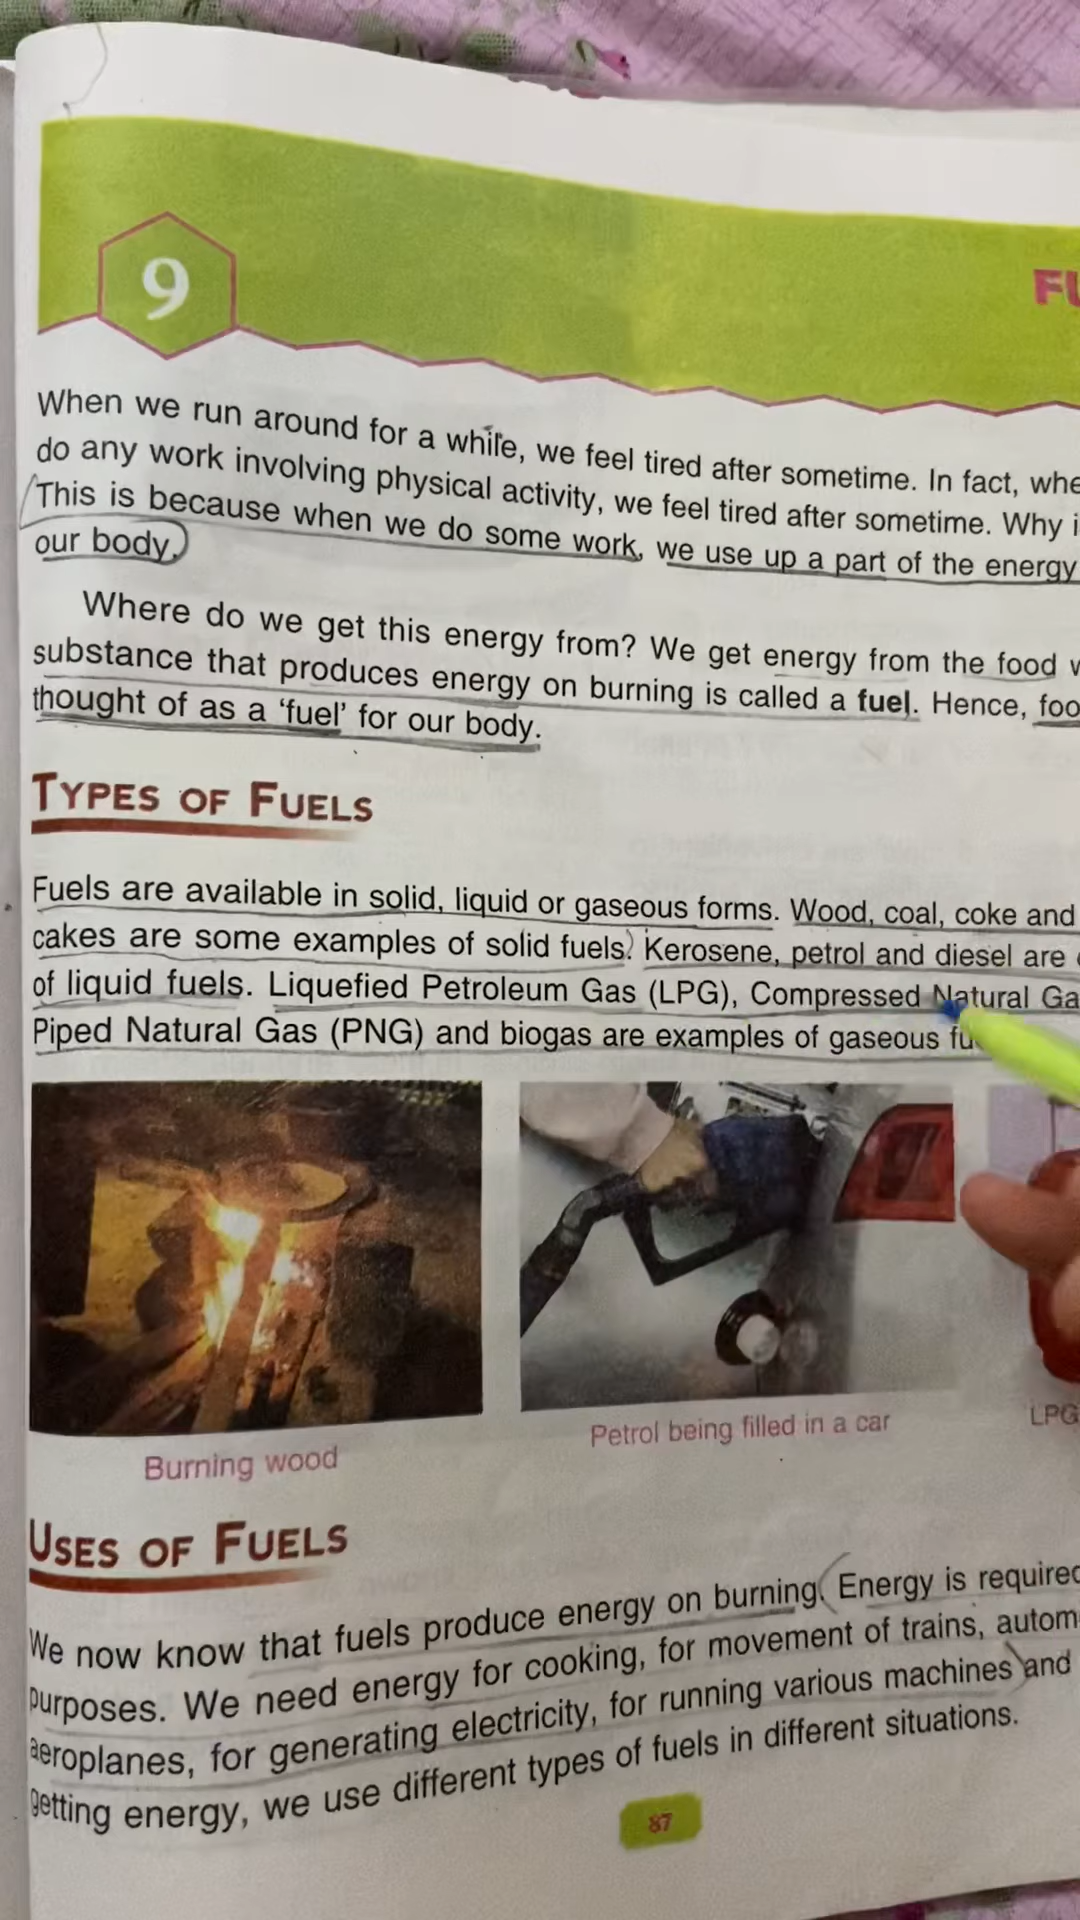 9
FU
When we run around for a while, we feel tired after sometime. In fact, whe
do any work involving physical activity, we feel tired after sometime. Why i
This is because when we do some work, we use up a part of the energy
our body.
Where do we get this energy from? We get energy from the food
substance that produces energy on burning is called a fuel. Hence, foo
thought of as a ‘fuel’ for our body.
TYPES OF FUELS
Fuels are available in solid, liquid or gaseous forms. Wood, coal, coke and
cakes are some examples of solid fuels. Kerosene, petrol and diesel are
of liquid fuels. Liquefied Petroleum Gas (LPG), Compressed Natural Ga
Piped Natural Gas (PNG) and biogas are examples of gaseous fu
Burning wood
Petrol being filled in a car
LPG
USES OF FUELS
We now know that fuels produce energy on burning. Energy is required
purposes. We need energy for cooking, for movement of trains, autom
aeroplanes, for generating electricity, for running various machines and
getting energy, we use different types of fuels in different situations.
87